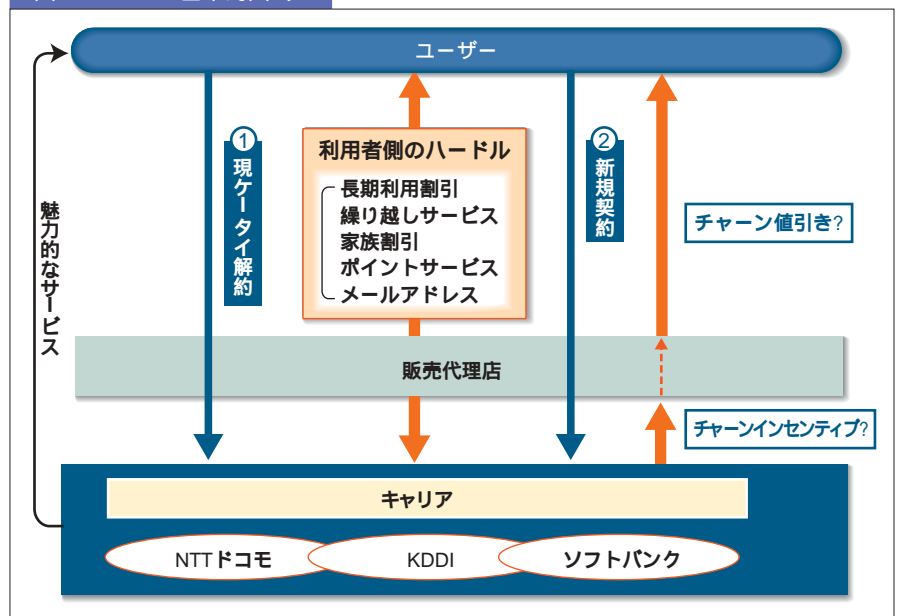 ユーザー
①現ケータイ解約
利用者側のハードル
長期利用割引
繰り越しサービス
家族割引
ポイントサービス
メールアドレス
②新規契約
チャーン値引き?
魅力的なサービス
販売代理店
チャーンインセンティブ?
キャリア
NTTドコモ
KDDI
ソフトバンク